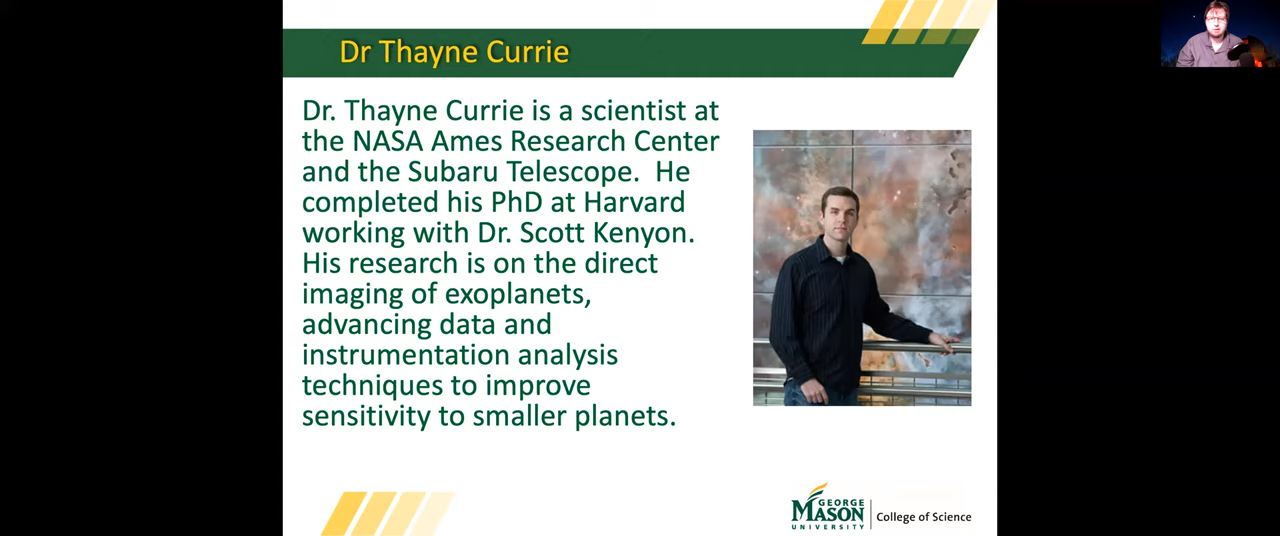 Dr Thayne Currie
Dr. Thayne Currie is a scientist at
the NASA Ames Research Center
and the Subaru Telescope.  He
completed his PhD at Harvard
working with Dr. Scott Kenyon.
His research is on the direct
imaging of exoplanets,
advancing data and
instrumentation analysis
techniques to improve
sensitivity to smaller planets.
GEORGE
MASON
UNIVERSITY
College of Science